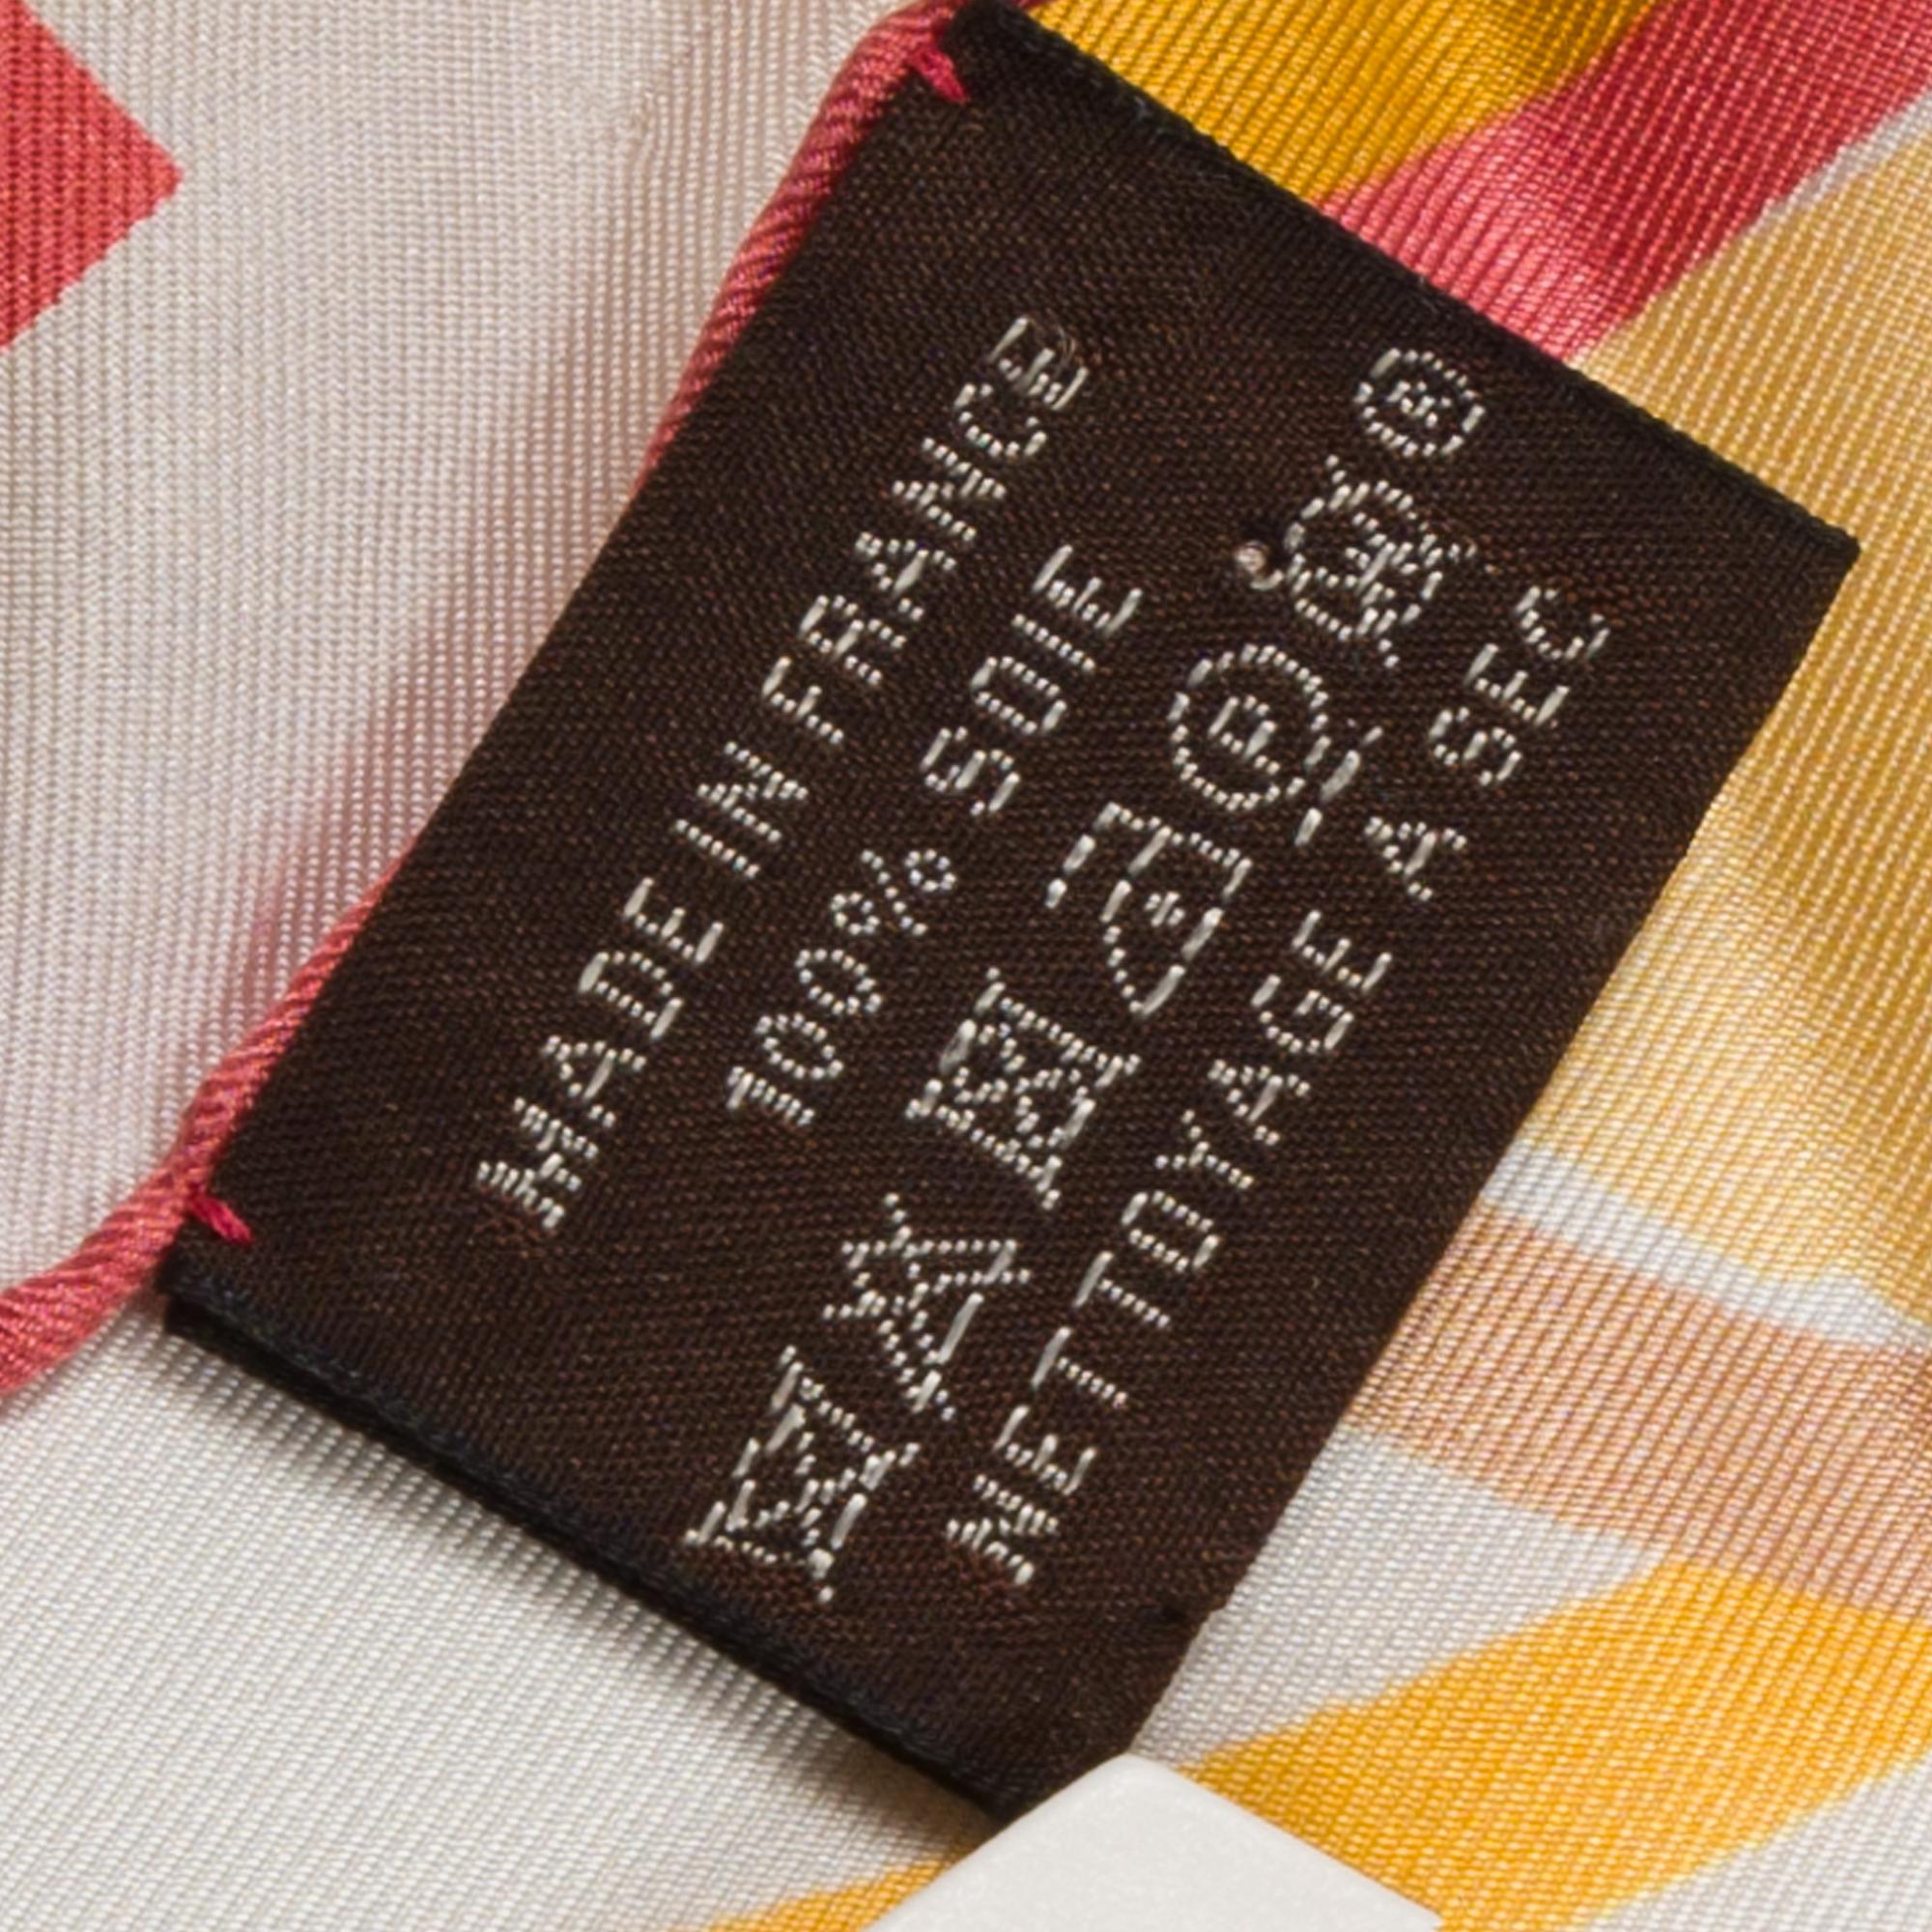 MADE IN FRANCE
100% SOIE
P W ®
NETTOYAGE A SEC